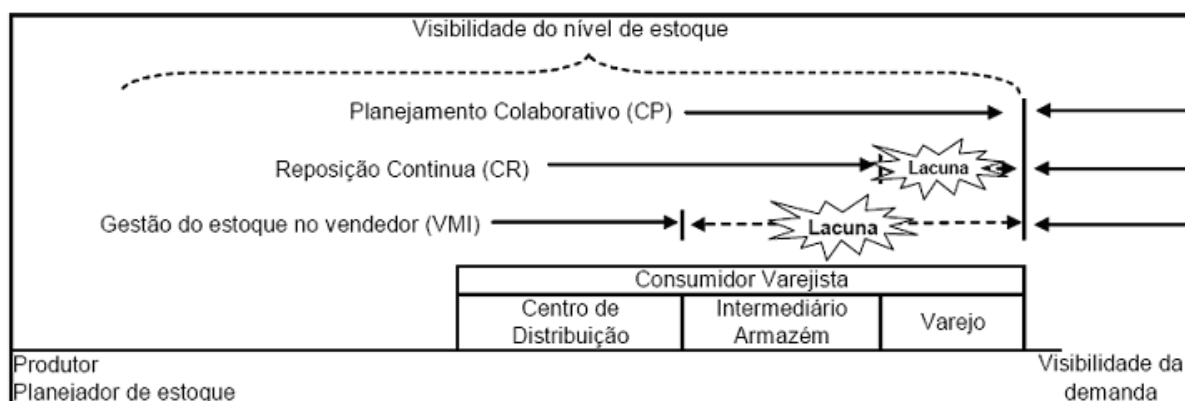 Visibilidade do nível de estoque
Planejamento Colaborativo (CP)
Reposição Continua (CR)
Lacuna
Gestão do estoque no vendedor (VMI)
Lacuna
Consumidor Varejista
Centro de
Distribuição
Intermediário
Armazém
Varejo
Produtor
Planejador de estoque
Visibilidade da
demanda